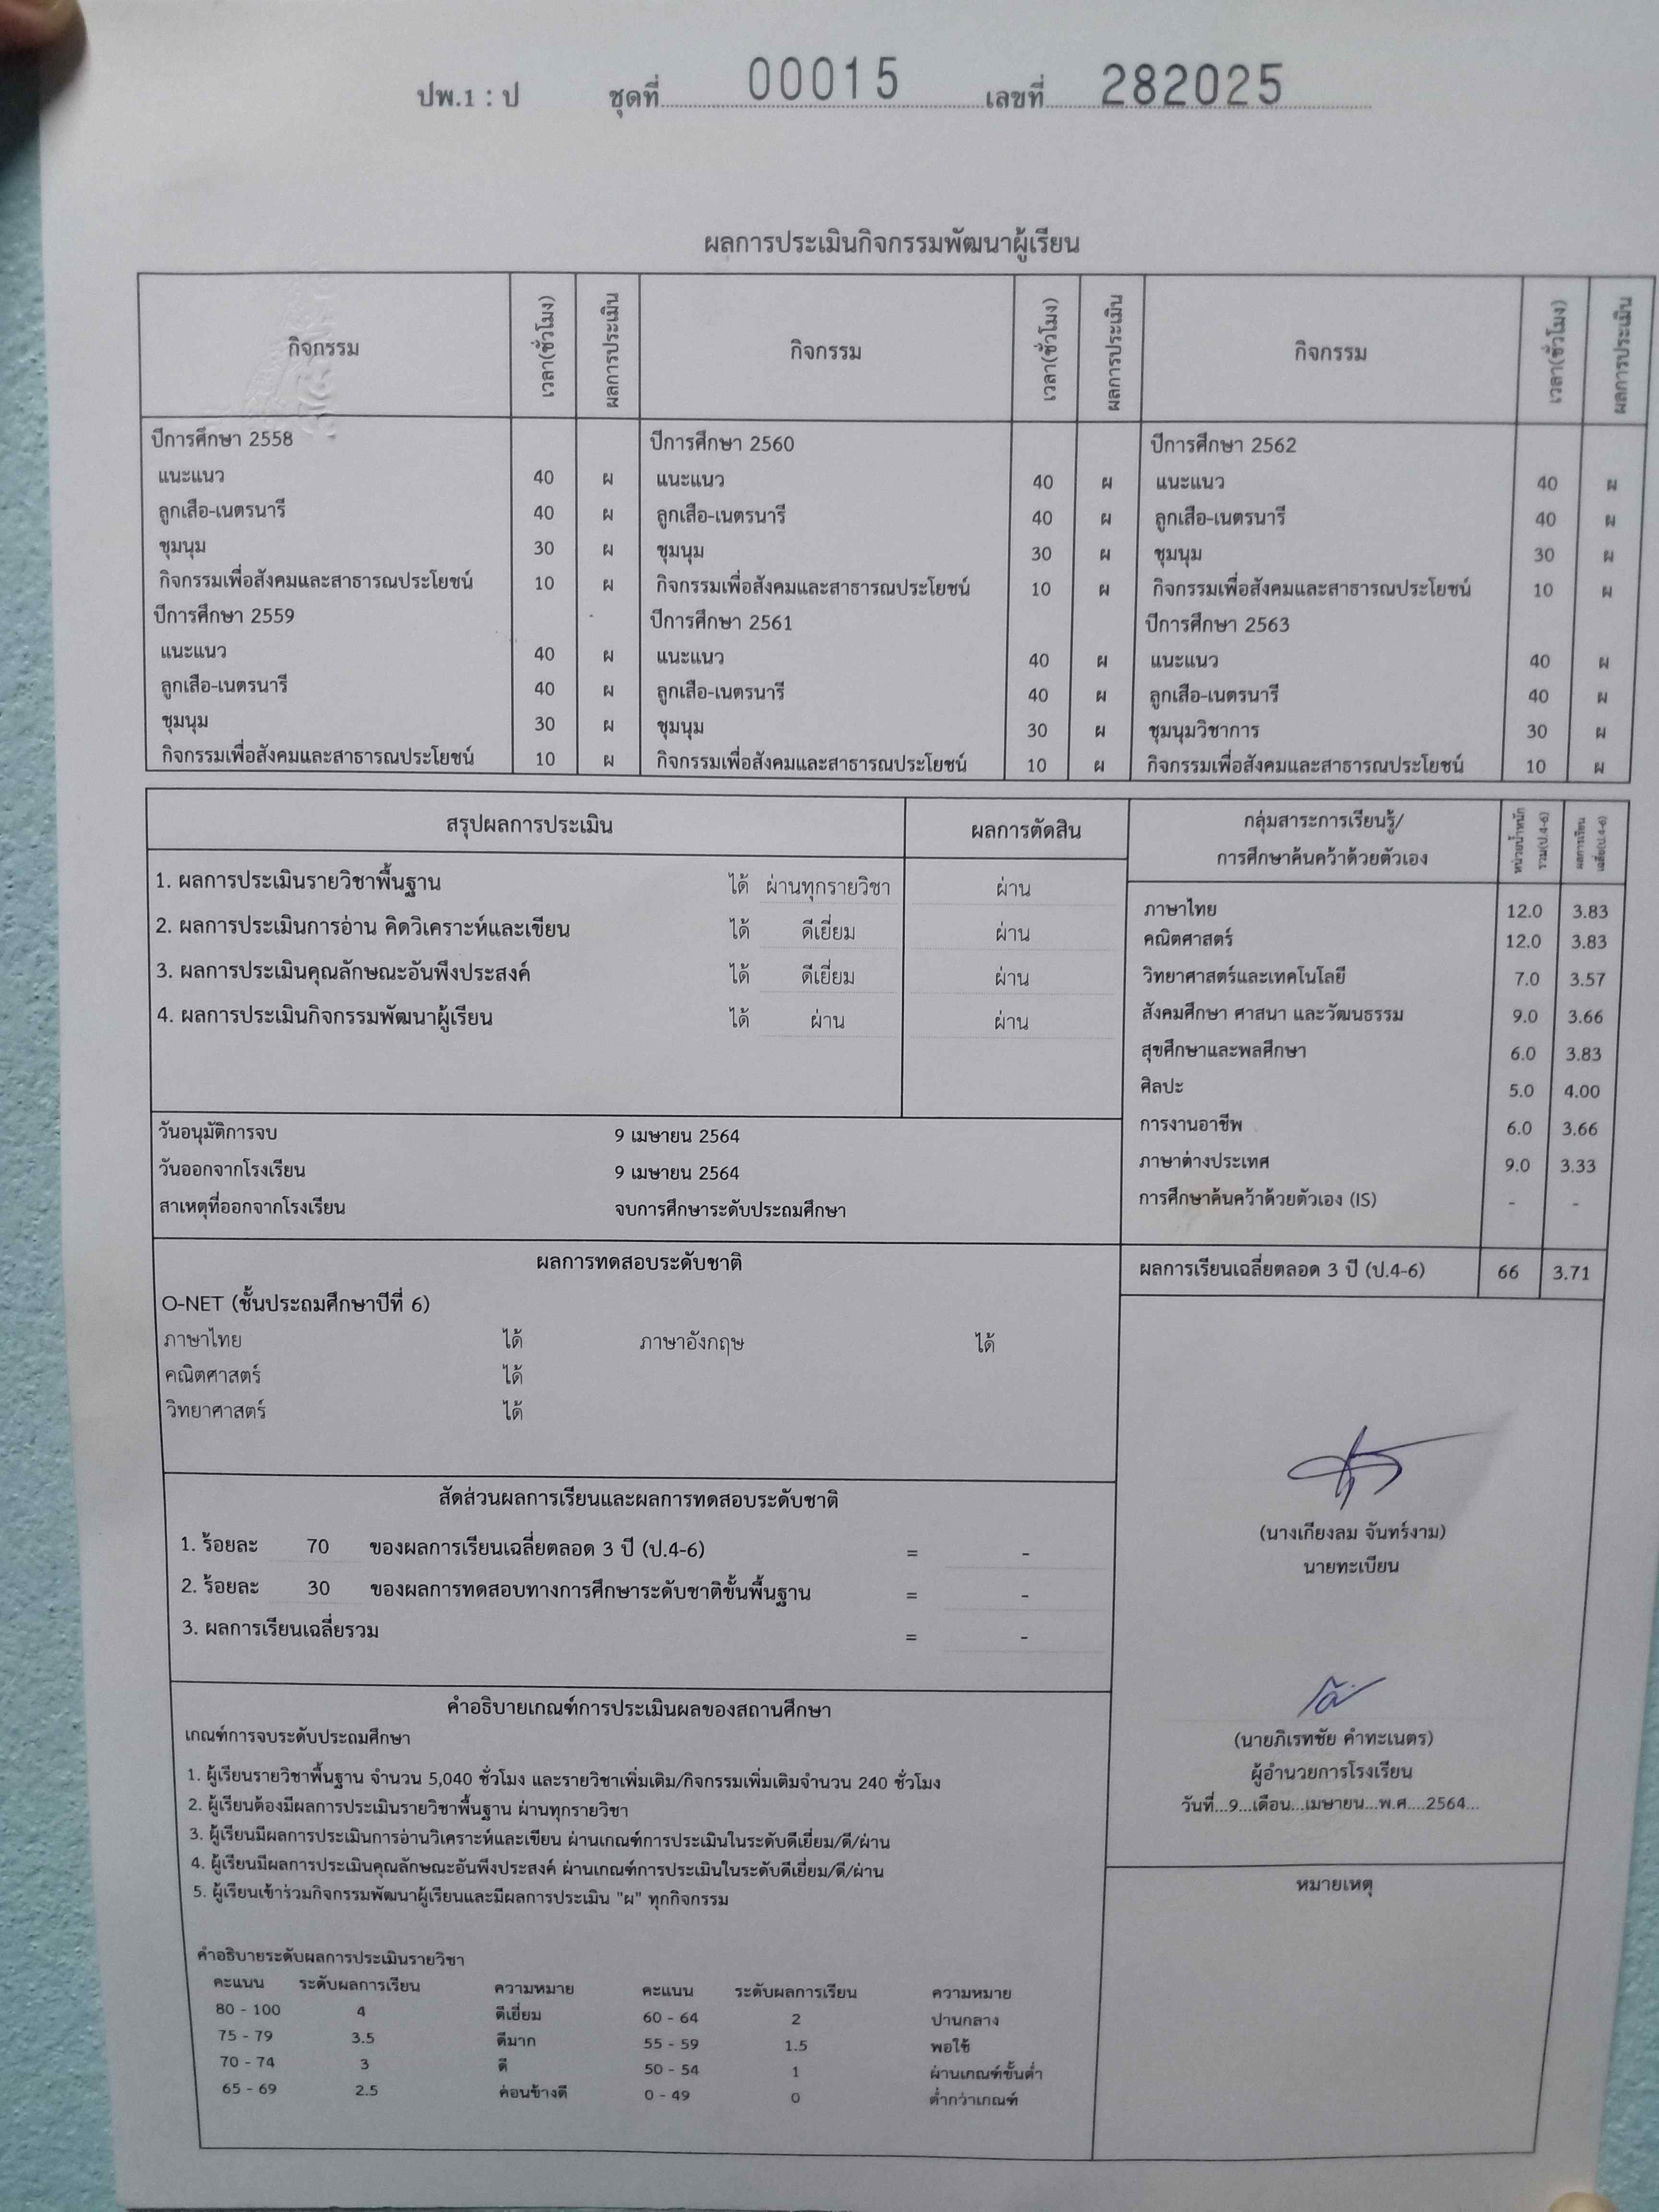 ปพ.1 : ป ชุดที่ 00015 เลขที่ 282025
ผลการประเมินกิจกรรมพัฒนาผู้เรียน
กิจกรรม เวลา(ชั่วโมง) ผลการประเมิน กิจกรรม เวลา(ชั่วโมง) ผลการประเมิน กิจกรรม เวลา(ชั่วโมง) ผลการประเมิน
ปีการศึกษา 2558 ปีการศึกษา 2560 ปีการศึกษา 2562
แนะแนว 40 ผ แนะแนว 40 ผ แนะแนว 40 ผ
ลูกเสือ-เนตรนารี 40 ผ ลูกเสือ-เนตรนารี 40 ผ ลูกเสือ-เนตรนารี 40 ผ
ชุมนุม 30 ผ ชุมนุม 30 ผ ชุมนุม 30 ผ
กิจกรรมเพื่อสังคมและสาธารณประโยชน์ 10 ผ กิจกรรมเพื่อสังคมและสาธารณประโยชน์ 10 ผ กิจกรรมเพื่อสังคมและสาธารณประโยชน์ 10 ผ
ปีการศึกษา 2559 ปีการศึกษา 2561 ปีการศึกษา 2563
แนะแนว 40 ผ แนะแนว 40 ผ แนะแนว 40 ผ
ลูกเสือ-เนตรนารี 40 ผ ลูกเสือ-เนตรนารี 40 ผ ลูกเสือ-เนตรนารี 40 ผ
ชุมนุม 30 ผ ชุมนุม 30 ผ ชุมนุมวิชาการ 30 ผ
กิจกรรมเพื่อสังคมและสาธารณประโยชน์ 10 ผ กิจกรรมเพื่อสังคมและสาธารณประโยชน์ 10 ผ กิจกรรมเพื่อสังคมและสาธารณประโยชน์ 10 ผ
สรุปผลการประเมิน ผลการตัดสิน
1. ผลการประเมินรายวิชาพื้นฐาน ได้ ผ่านทุกรายวิชา ผ่าน
2. ผลการประเมินการอ่าน คิดวิเคราะห์และเขียน ได้ ดีเยี่ยม ผ่าน
3. ผลการประเมินคุณลักษณะอันพึงประสงค์ ได้ ดีเยี่ยม ผ่าน
4. ผลการประเมินกิจกรรมพัฒนาผู้เรียน ได้ ผ่าน ผ่าน
วันอนุมัติการจบ 9 เมษายน 2564
วันออกจากโรงเรียน 9 เมษายน 2564
สาเหตุที่ออกจากโรงเรียน จบการศึกษาระดับประถมศึกษา
ผลการทดสอบระดับชาติ
O-NET (ชั้นประถมศึกษาปีที่ 6)
ภาษาไทย ได้ ภาษาอังกฤษ ได้
คณิตศาสตร์ ได้
วิทยาศาสตร์ ได้
สัดส่วนผลการเรียนและผลการทดสอบระดับชาติ
1. ร้อยละ 70 ของผลการเรียนเฉลี่ยตลอด 3 ปี (ป.4-6) = -
2. ร้อยละ 30 ของผลการทดสอบทางการศึกษาระดับชาติขั้นพื้นฐาน = -
3. ผลการเรียนเฉลี่ยรวม = -
คำอธิบายเกณฑ์การประเมินผลของสถานศึกษา
เกณฑ์การจบระดับประถมศึกษา
1. ผู้เรียนรายวิชาพื้นฐาน จำนวน 5,040 ชั่วโมง และรายวิชาเพิ่มเติม/กิจกรรมเพิ่มเติมจำนวน 240 ชั่วโมง
2. ผู้เรียนต้องมีผลการประเมินรายวิชาพื้นฐาน ผ่านทุกรายวิชา
3. ผู้เรียนมีผลการประเมินการอ่านวิเคราะห์และเขียน ผ่านเกณฑ์การประเมินในระดับดีเยี่ยม/ดี/ผ่าน
4. ผู้เรียนมีผลการประเมินคุณลักษณะอันพึงประสงค์ ผ่านเกณฑ์การประเมินในระดับดีเยี่ยม/ดี/ผ่าน
5. ผู้เรียนเข้าร่วมกิจกรรมพัฒนาผู้เรียนและมีผลการประเมิน "ผ" ทุกกิจกรรม
คำอธิบายระดับผลการประเมินรายวิชา
คะแนน ระดับผลการเรียน ความหมาย คะแนน ระดับผลการเรียน ความหมาย
80 - 100 4 ดีเยี่ยม 60 - 64 2 ปานกลาง
75 - 79 3.5 ดีมาก 55 - 59 1.5 พอใช้
70 - 74 3 ดี 50 - 54 1 ผ่านเกณฑ์ขั้นต่ำ
65 - 69 2.5 ค่อนข้างดี 0 - 49 0 ต่ำกว่าเกณฑ์
กลุ่มสาระการเรียนรู้/
การศึกษาค้นคว้าด้วยตัวเอง
หน่วยน้ำหนัก
รวม(ป.4-6)
ผลการเรียน
เฉลี่ย(ป.4-6)
ภาษาไทย 12.0 3.83
คณิตศาสตร์ 12.0 3.83
วิทยาศาสตร์และเทคโนโลยี 7.0 3.57
สังคมศึกษา ศาสนา และวัฒนธรรม 9.0 3.66
สุขศึกษาและพลศึกษา 6.0 3.83
ศิลปะ 5.0 4.00
การงานอาชีพ 6.0 3.66
ภาษาต่างประเทศ 9.0 3.33
การศึกษาค้นคว้าด้วยตัวเอง (IS) - -
ผลการเรียนเฉลี่ยตลอด 3 ปี (ป.4-6) 66 3.71
(นางเกียงลม จันทร์งาม)
นายทะเบียน
(นายภิเรทชัย คำทะเนตร)
ผู้อำนวยการโรงเรียน
วันที่...9...เดือน...เมษายน...พ.ศ....2564...
หมายเหตุ